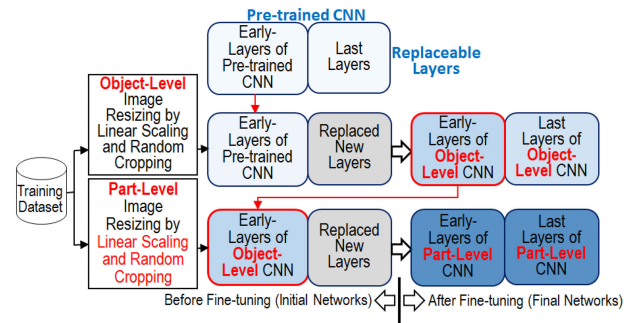 Pre-trained CNN
Early-
Layers of
Pre-trained
CNN
Last
Layers
Replaceable
Layers
Object-Level
Image
Resizing by
Linear Scaling
and Random
Cropping
Early-
Layers of
Pre-trained
CNN
Replaced
New
Layers
Early-
Layers of
Object-
Level CNN
Last
Layers of
Object-
Level CNN
Training
Dataset
Part-Level
Image
Resizing by
Linear Scaling
and Random
Cropping
Early-
Layers of
Object-
Level CNN
Replaced
New
Layers
Early-
Layers of
Part-Level
CNN
Last
Layers of
Part-Level
CNN
Before Fine-tuning (Initial Networks)
After Fine-tuning (Final Networks)